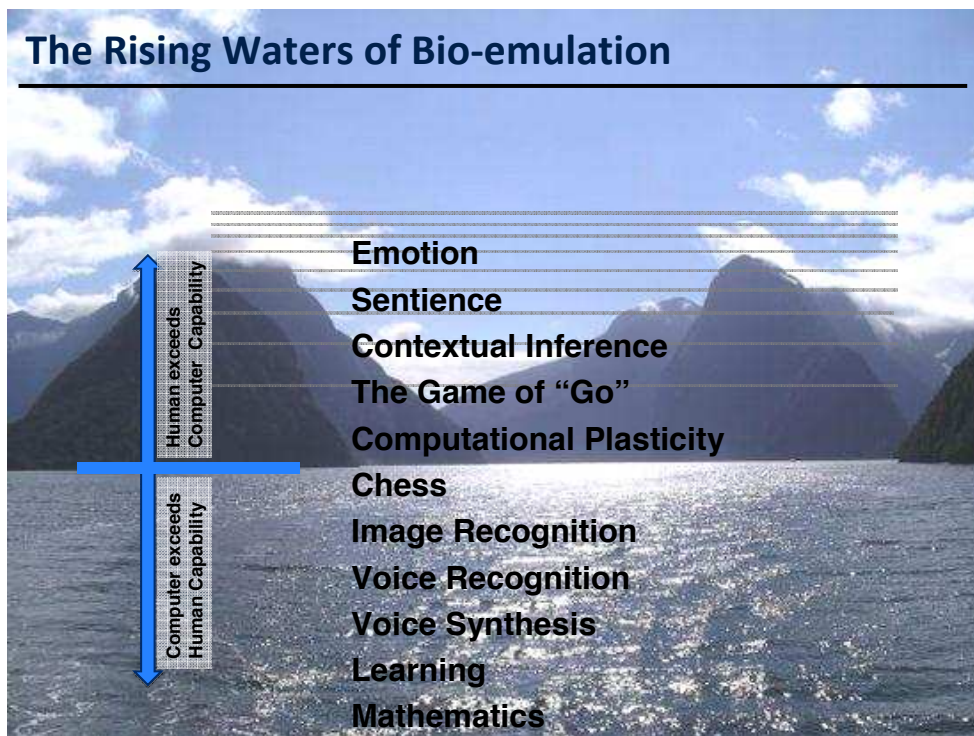 The Rising Waters of Bio-emulation
Human exceeds
Computer Capability
Computer exceeds
Human Capability
Emotion
Sentience
Contextual Inference
The Game of “Go”
Computational Plasticity
Chess
Image Recognition
Voice Recognition
Voice Synthesis
Learning
Mathematics